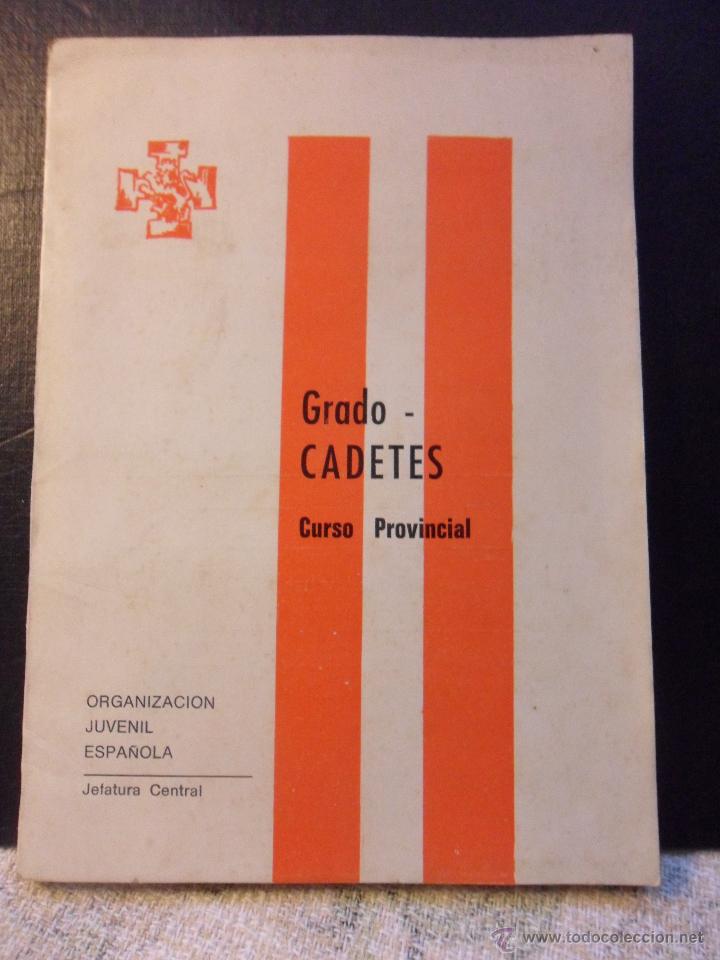 Grado -
CADETES
Curso Provincial
ORGANIZACION
JUVENIL
ESPAÑOLA
Jefatura Central
© www.todocoleccion.net